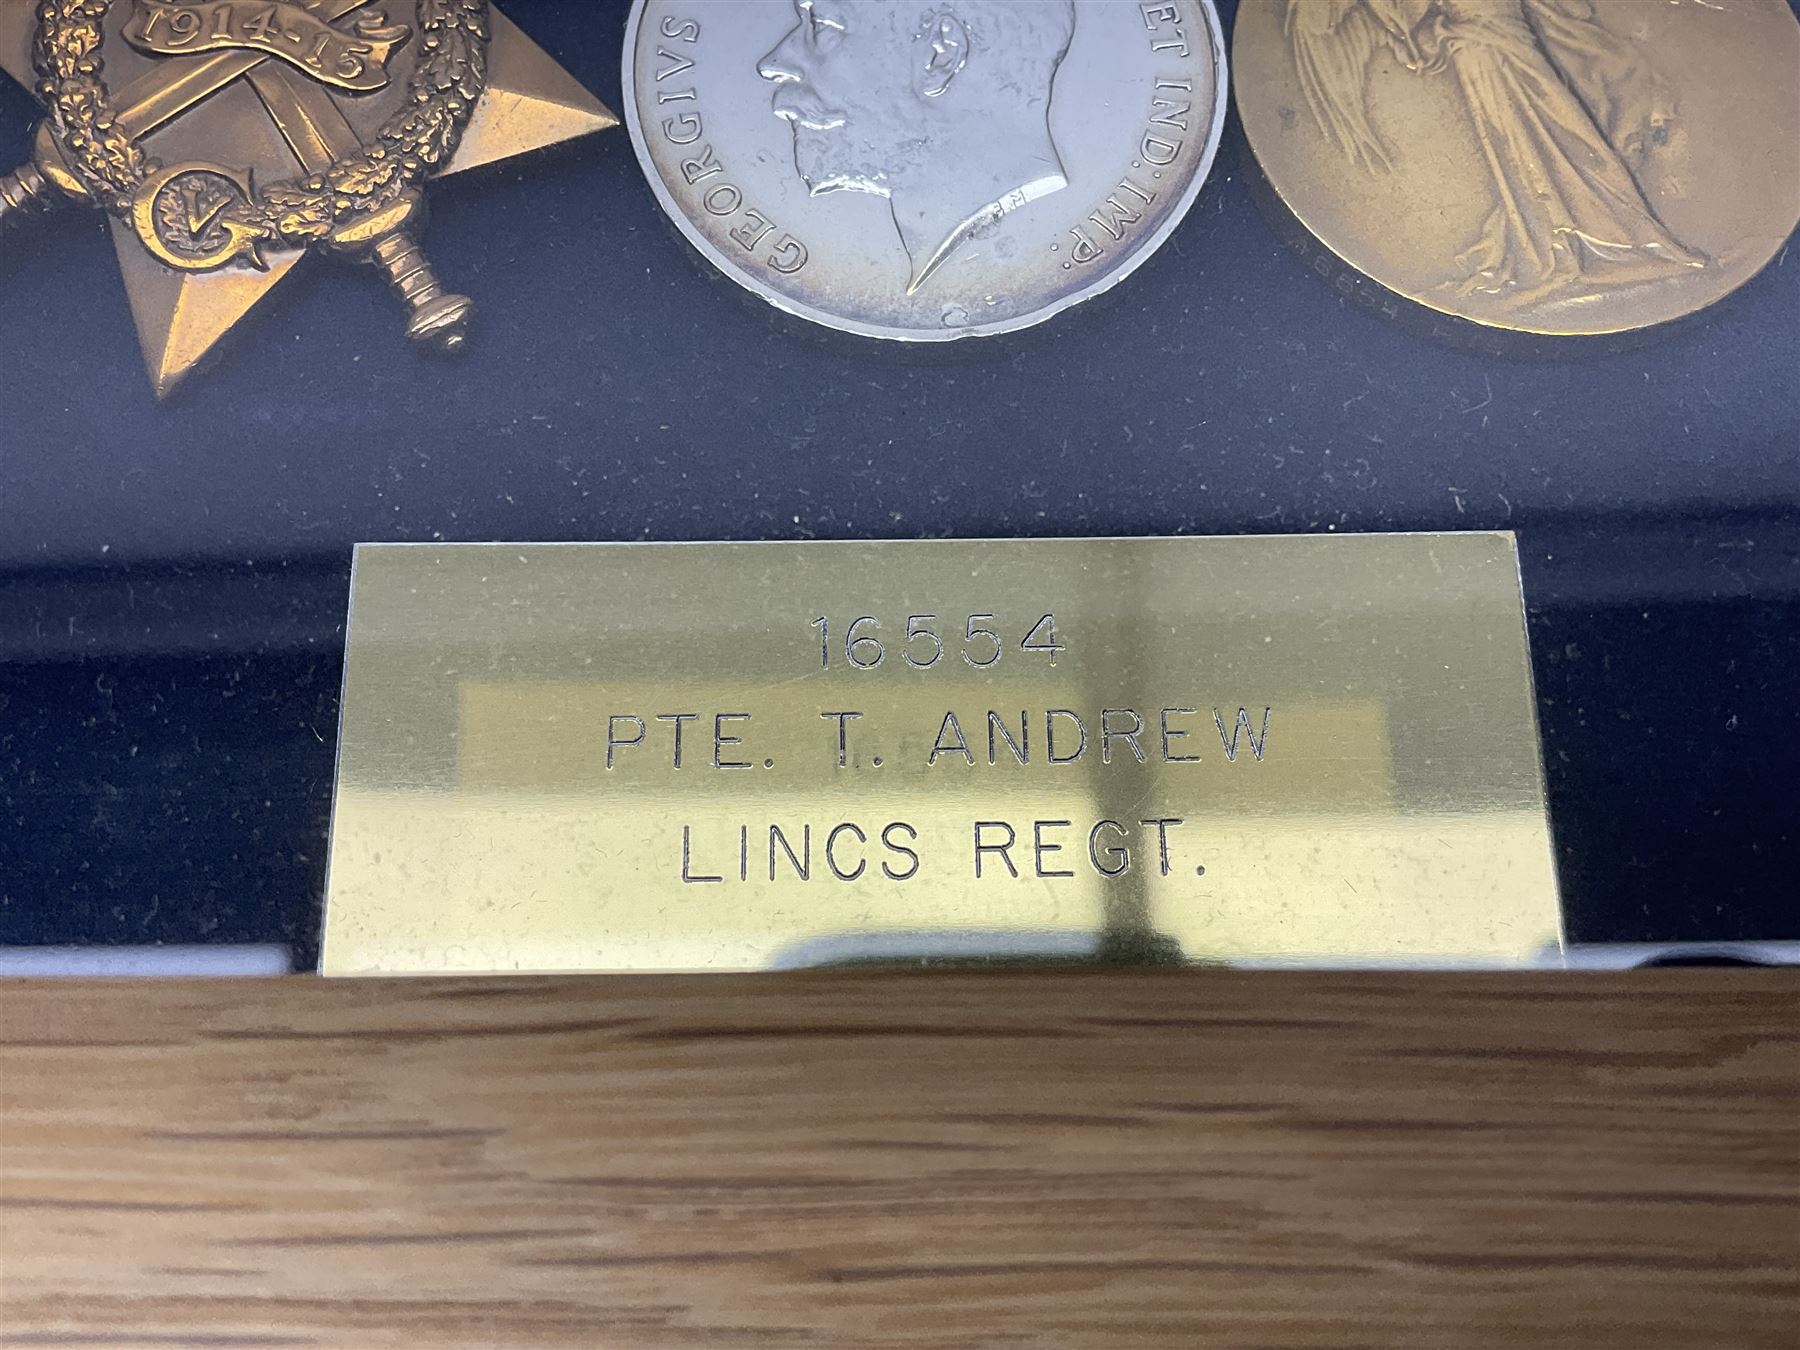 1914-15
GEORGIVS
ET IND: IMP:
16554
PTE. T. ANDREW
LINCS REGT.